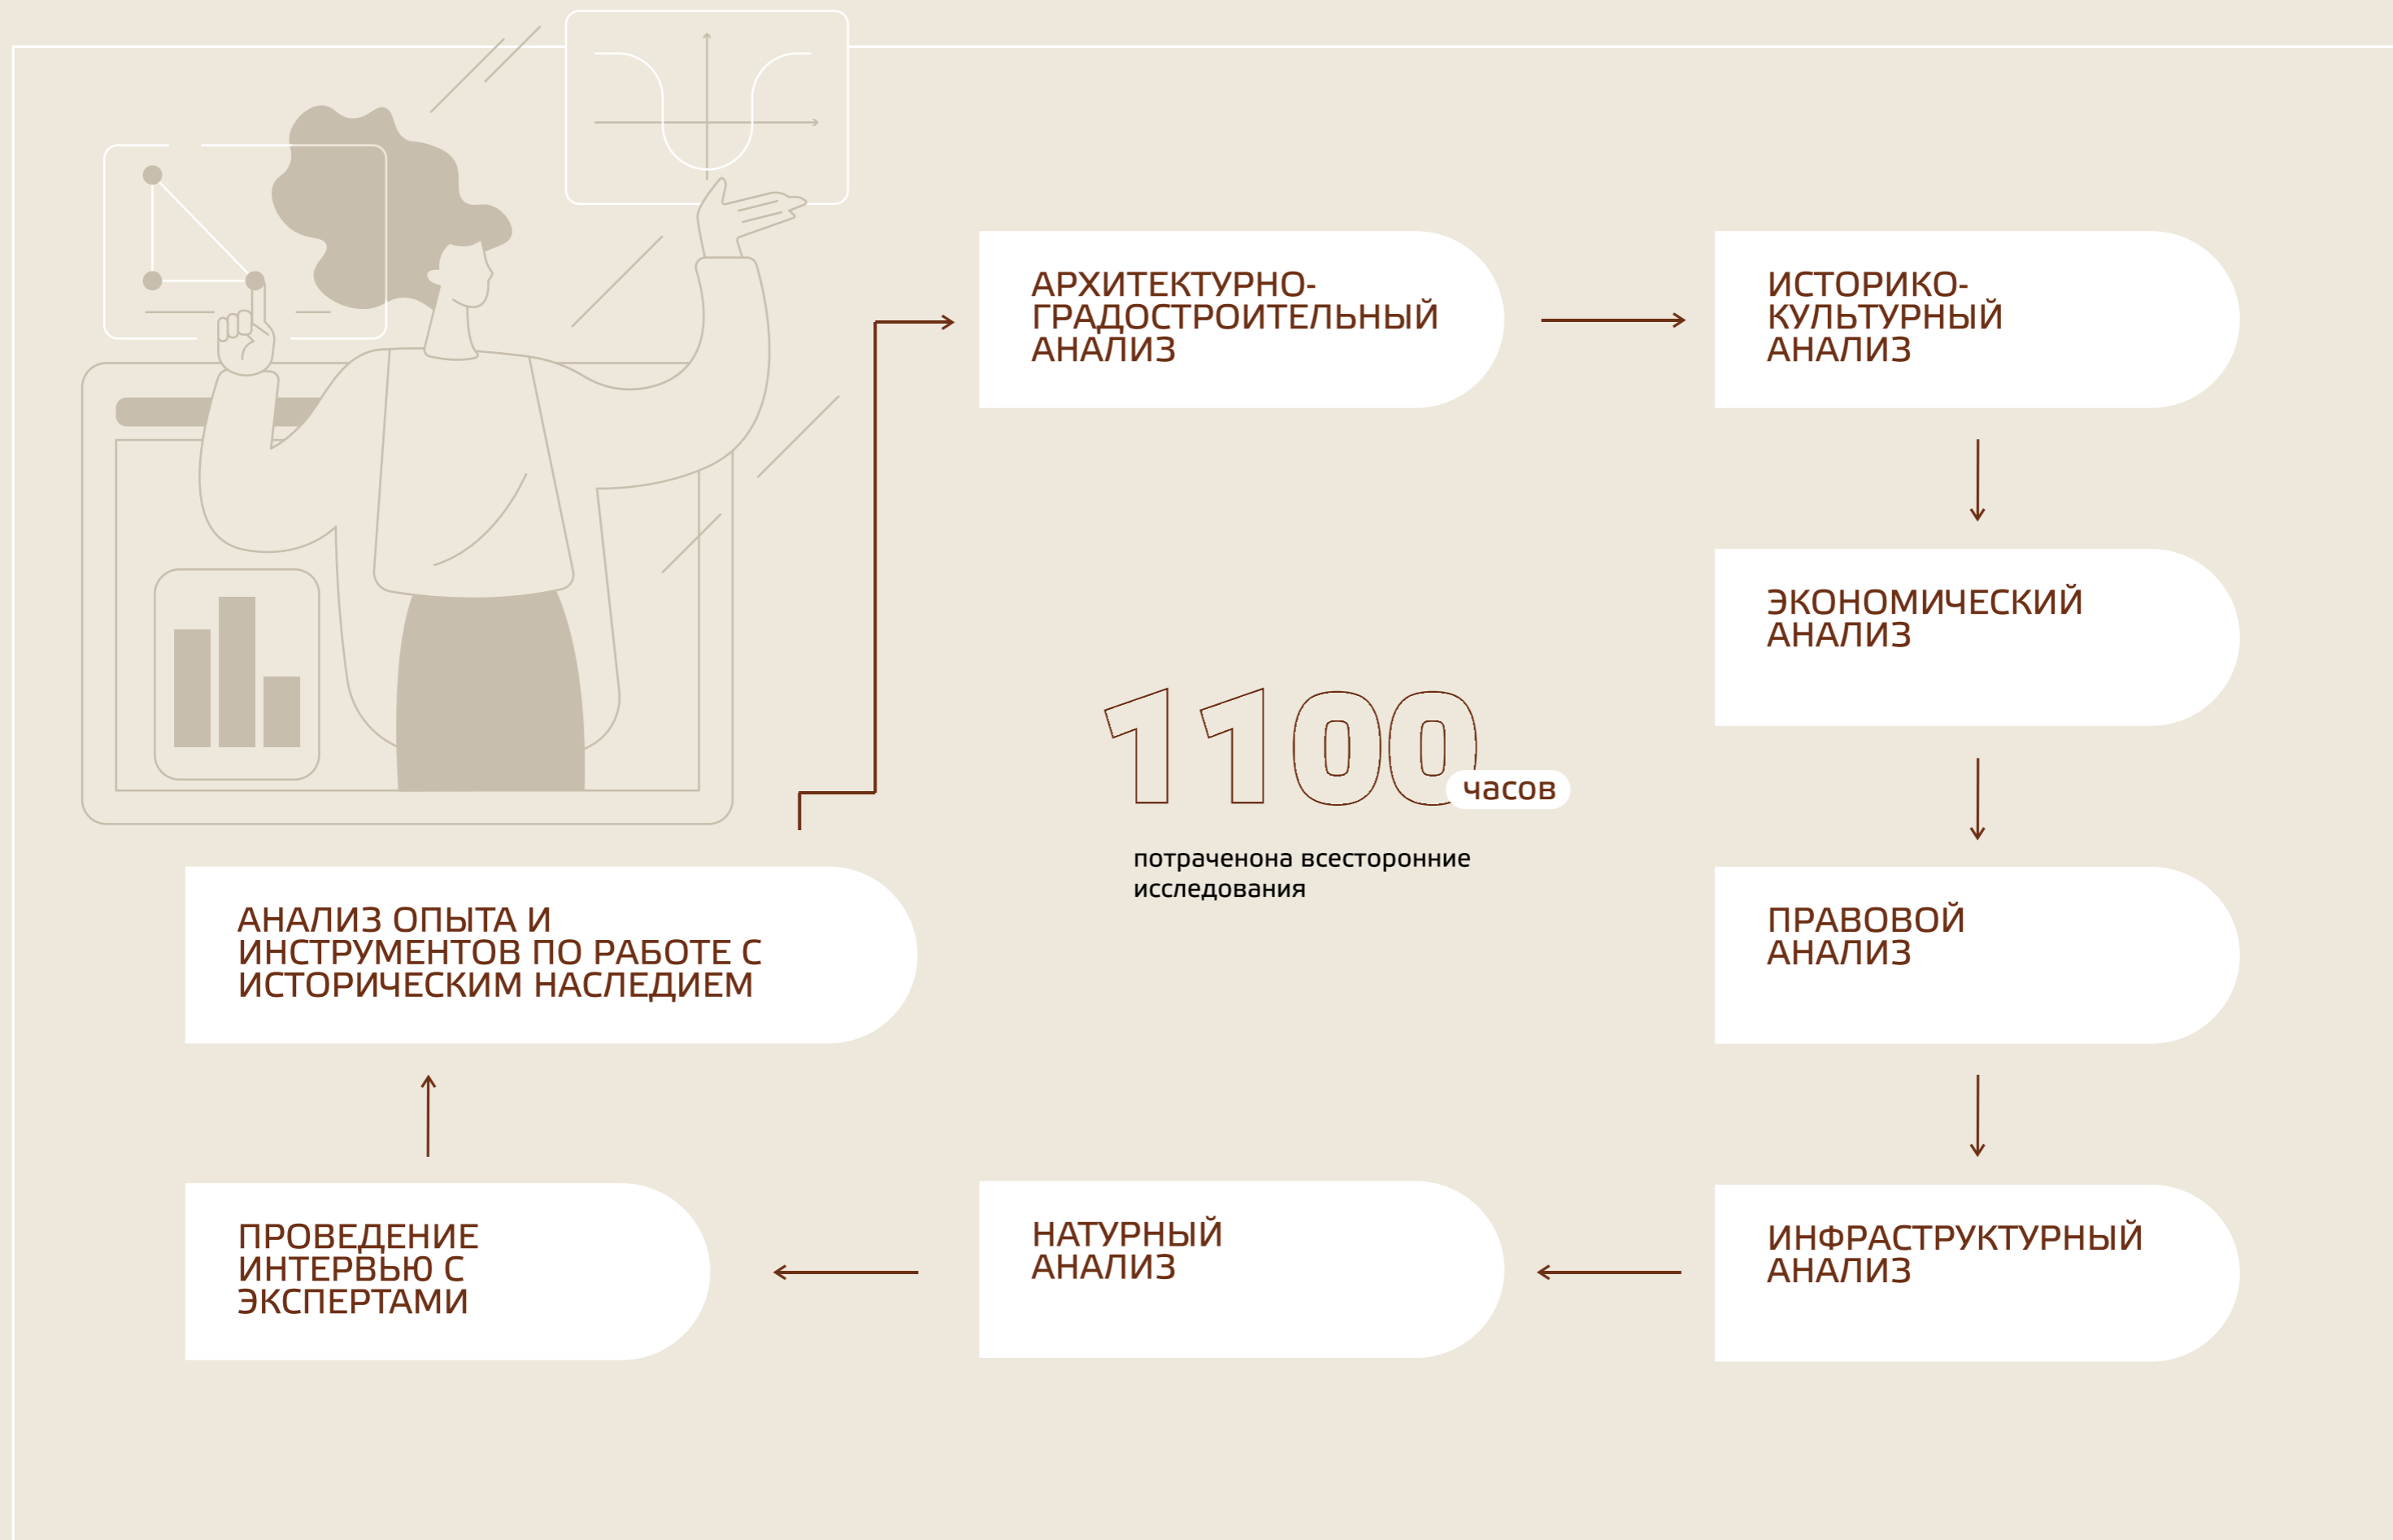 АРХИТЕКТУРНО-
ГРАДОСТРОИТЕЛЬНЫЙ
АНАЛИЗ
ИСТОРИКО-
КУЛЬТУРНЫЙ
АНАЛИЗ
ЭКОНОМИЧЕСКИЙ
АНАЛИЗ
1100
часов
потраченона всесторонние
исследования
ПРАВОВОЙ
АНАЛИЗ
АНАЛИЗ ОПЫТА И
ИНСТРУМЕНТОВ ПО РАБОТЕ С
ИСТОРИЧЕСКИМ НАСЛЕДИЕМ
ПРОВЕДЕНИЕ
ИНТЕРВЬЮ С
ЭКСПЕРТАМИ
НАТУРНЫЙ
АНАЛИЗ
ИНФРАСТРУКТУРНЫЙ
АНАЛИЗ